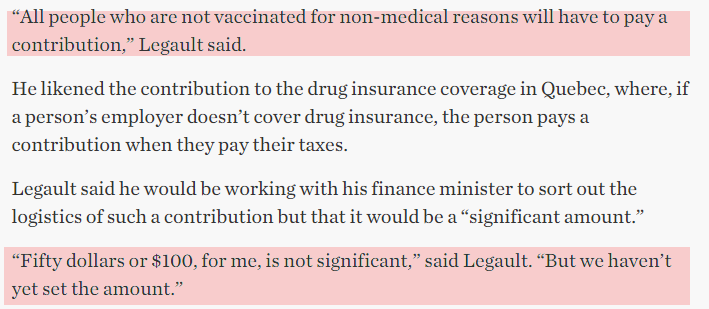 “All people who are not vaccinated for non-medical reasons will have to pay a
contribution,” Legault said.
He likened the contribution to the drug insurance coverage in Quebec, where, if
a person’s employer doesn’t cover drug insurance, the person pays a
contribution when they pay their taxes.
Legault said he would be working with his finance minister to sort out the
logistics of such a contribution but that it would be a “significant amount.”
“Fifty dollars or $100, for me, is not significant,” said Legault. “But we haven’t
yet set the amount.”